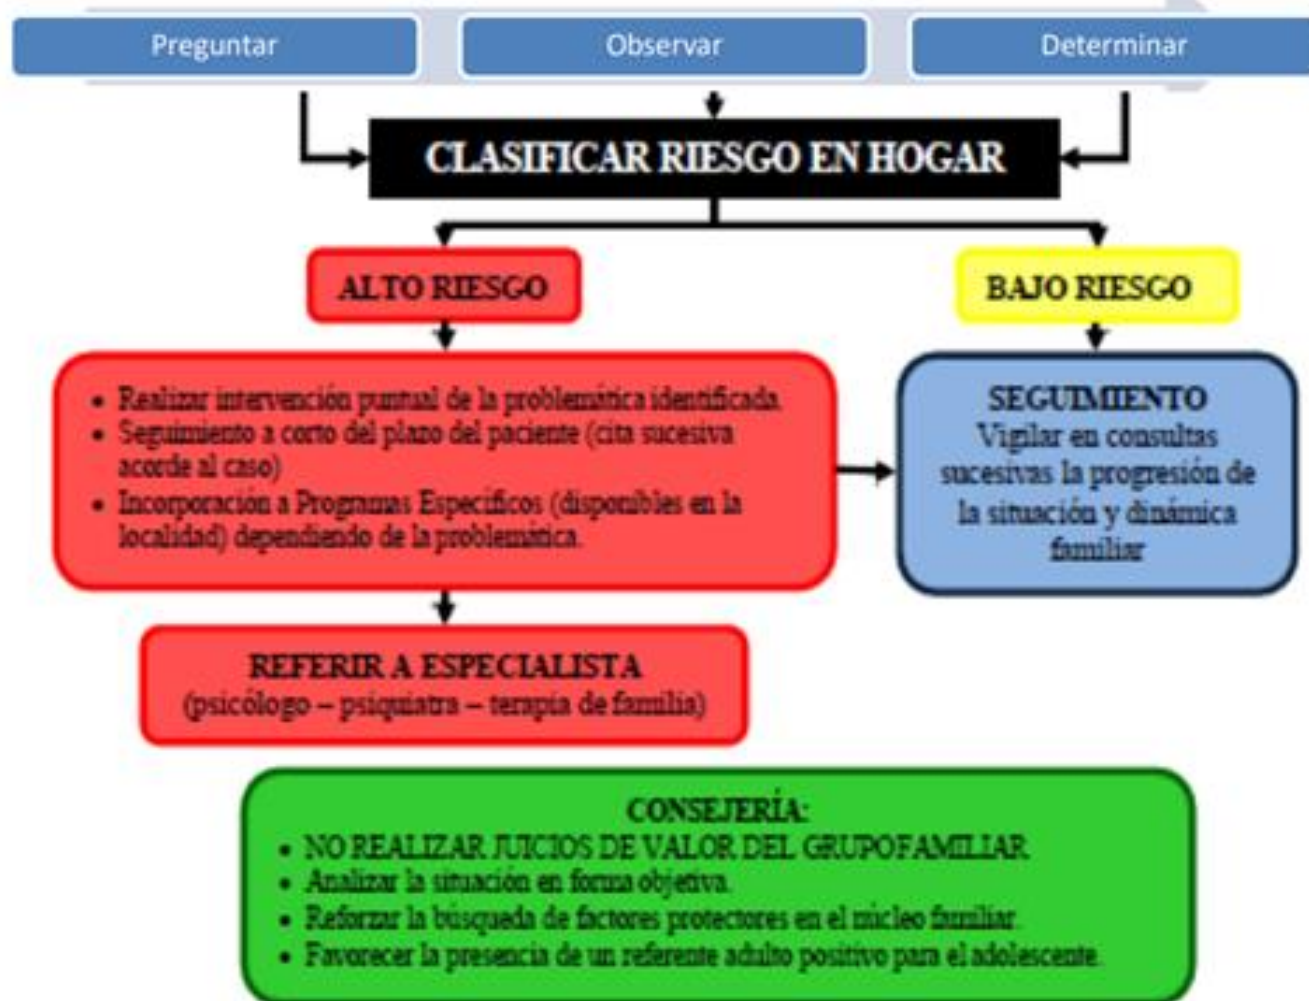 Preguntar
Observar
Determinar
CLASIFICAR RIESGO EN HOGAR
ALTO RIESGO
BAJO RIESGO
• Realizar intervención puntual de la problemática identificada.
• Seguimiento a corto del plazo del paciente (cita sucesiva
acorde al caso)
• Incorporación a Programas Específicos (disponibles en la
localidad) dependiendo de la problemática.
SEGUIMIENTO
Vigilar en consultas
sucesivas la progresión de
la situación y dinámica
familiar
REFERIR A ESPECIALISTA
(psicólogo – psiquiatra – terapia de familia)
CONSEJERÍA:
• NO REALIZAR JUICIOS DE VALOR DEL GRUPO FAMILIAR
• Analizar la situación en forma objetiva.
• Reforzar la búsqueda de factores protectores en el núcleo familiar.
• Favorecer la presencia de un referente adulto positivo para el adolescente.